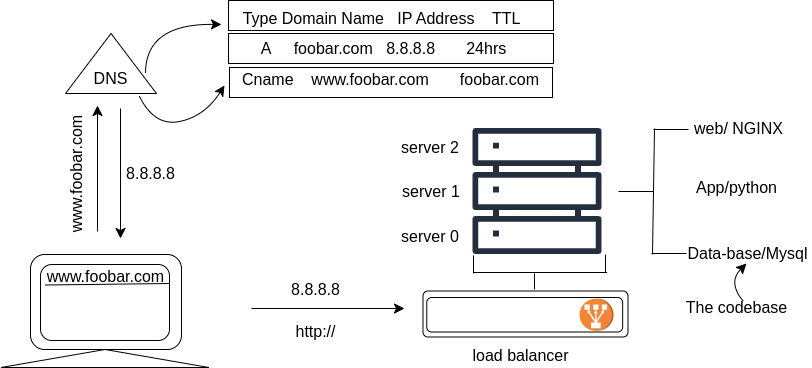 Type Domain Name IP Address TTL
A foobar.com 8.8.8.8 24hrs
Cname www.foobar.com foobar.com
DNS
www.foobar.com
8.8.8.8
www.foobar.com
8.8.8.8
http://
server 2
server 1
server 0
load balancer
web/ NGINX
App/python
Data-base/Mysql
The codebase